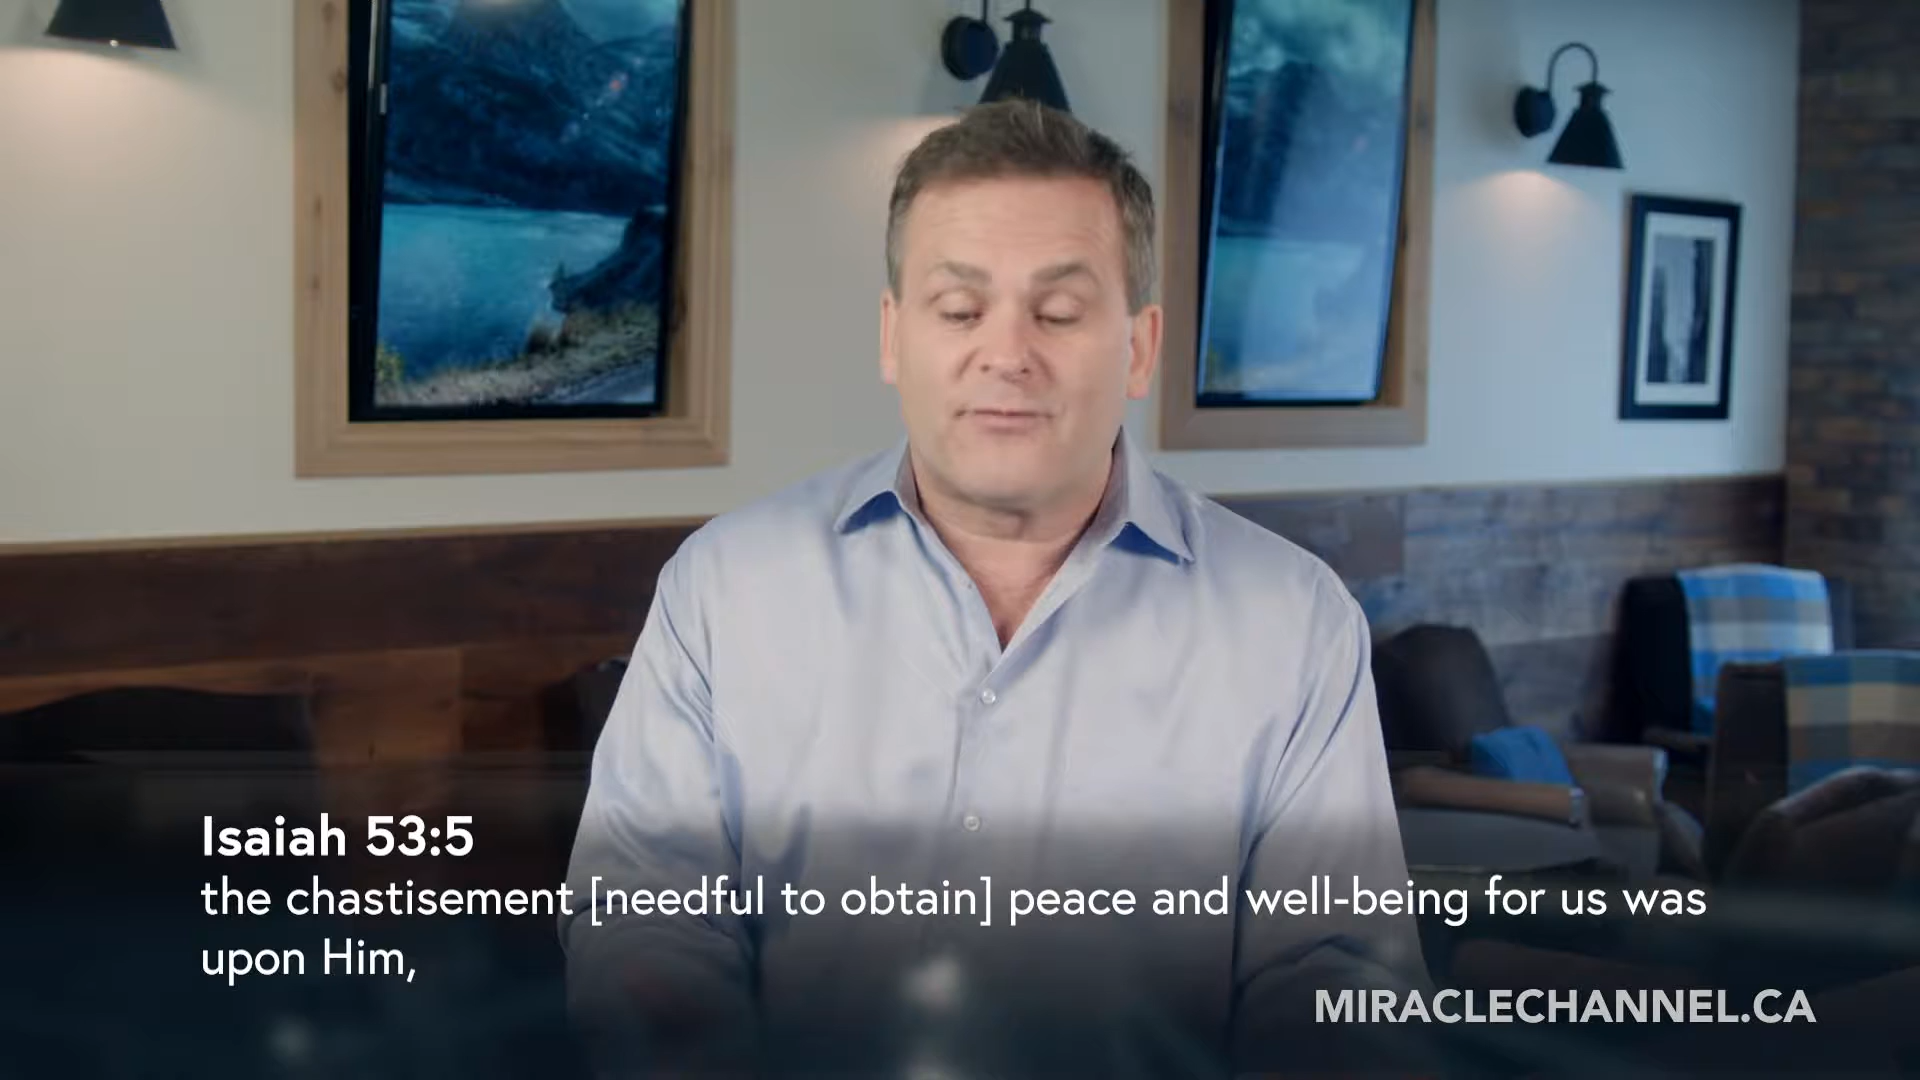 Isaiah 53:5
the chastisement [needful to obtain] peace and well-being for us was
upon Him,
MIRACLECHANNEL.CA